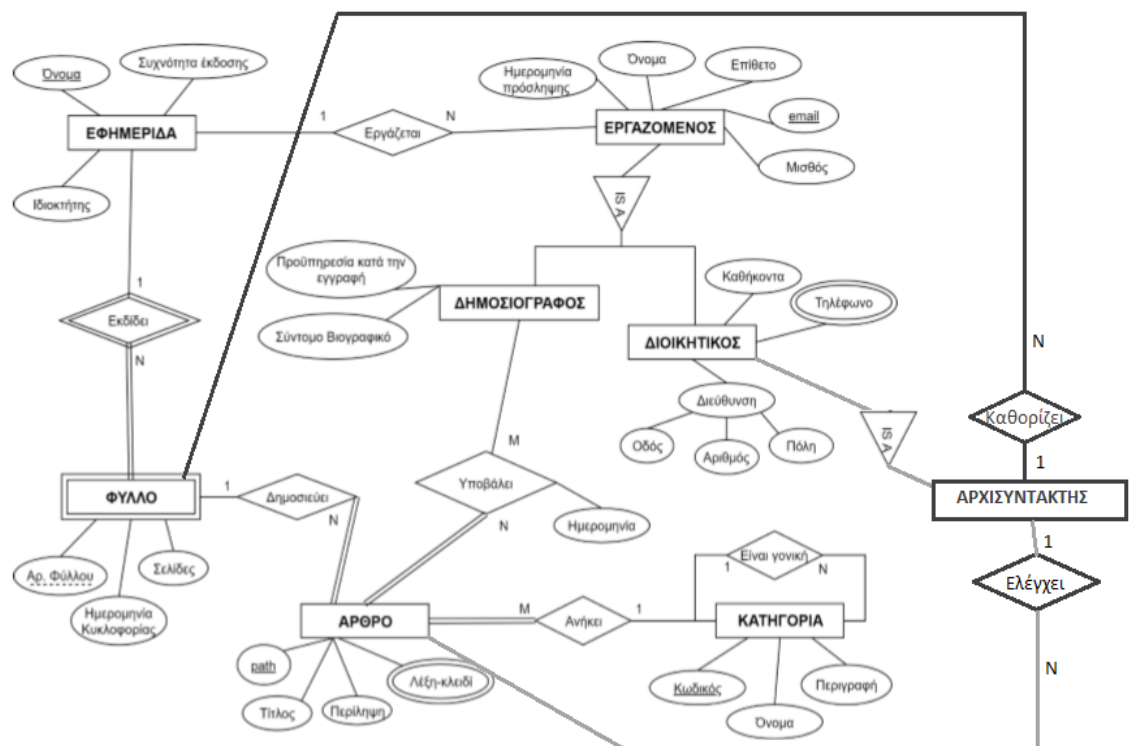 Όνομα
Συχνότητα έκδοσης
Ημερομηνία
πρόσληψης
Όνομα
Επίθετο
email
ΕΦΗΜΕΡΙΔΑ
1
Εργάζεται
N
ΕΡΓΑΖΟΜΕΝΟΣ
Μισθός
Ιδιοκτήτης
IS A
Προϋπηρεσία κατά την
εγγραφή
Καθήκοντα
Τηλέφωνο
1
ΔΗΜΟΣΙΟΓΡΑΦΟΣ
Εκδίδει
Σύντομο Βιογραφικό
ΔΙΟΙΚΗΤΙΚΟΣ
N
N
Διεύθυνση
Καθορίζει
Οδός
Αριθμός
Πόλη
IS A
M
1
Υποβάλει
ΦΥΛΛΟ
1
Δημοσιεύει
ΑΡΧΙΣΥΝΤΑΚΤΗΣ
N
N
Ημερομηνία
1
Αρ. Φύλλου
Σελίδες
1
Είναι γονική
N
Ελέγχει
Ημερομηνία
Κυκλοφορίας
ΑΡΘΡΟ
M
Ανήκει
1
ΚΑΤΗΓΟΡΙΑ
path
Λέξη-κλειδί
N
Τίτλος
Περίληψη
Κωδικός
Περιγραφή
Όνομα